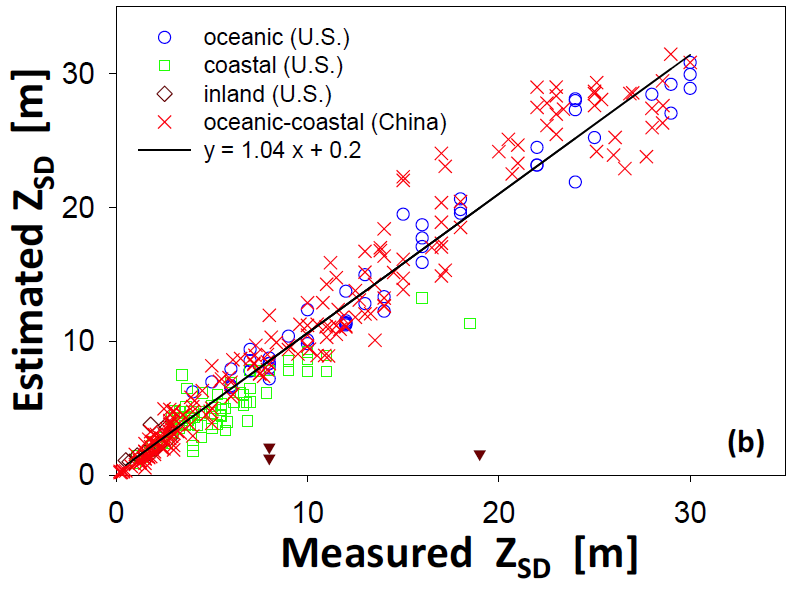 oceanic (U.S.)
coastal (U.S.)
inland (U.S.)
oceanic-coastal (China)
y = 1.04 x + 0.2
Estimated ZSD [m]
30
20
10
0
(b)
0 10 20 30
Measured ZSD [m]